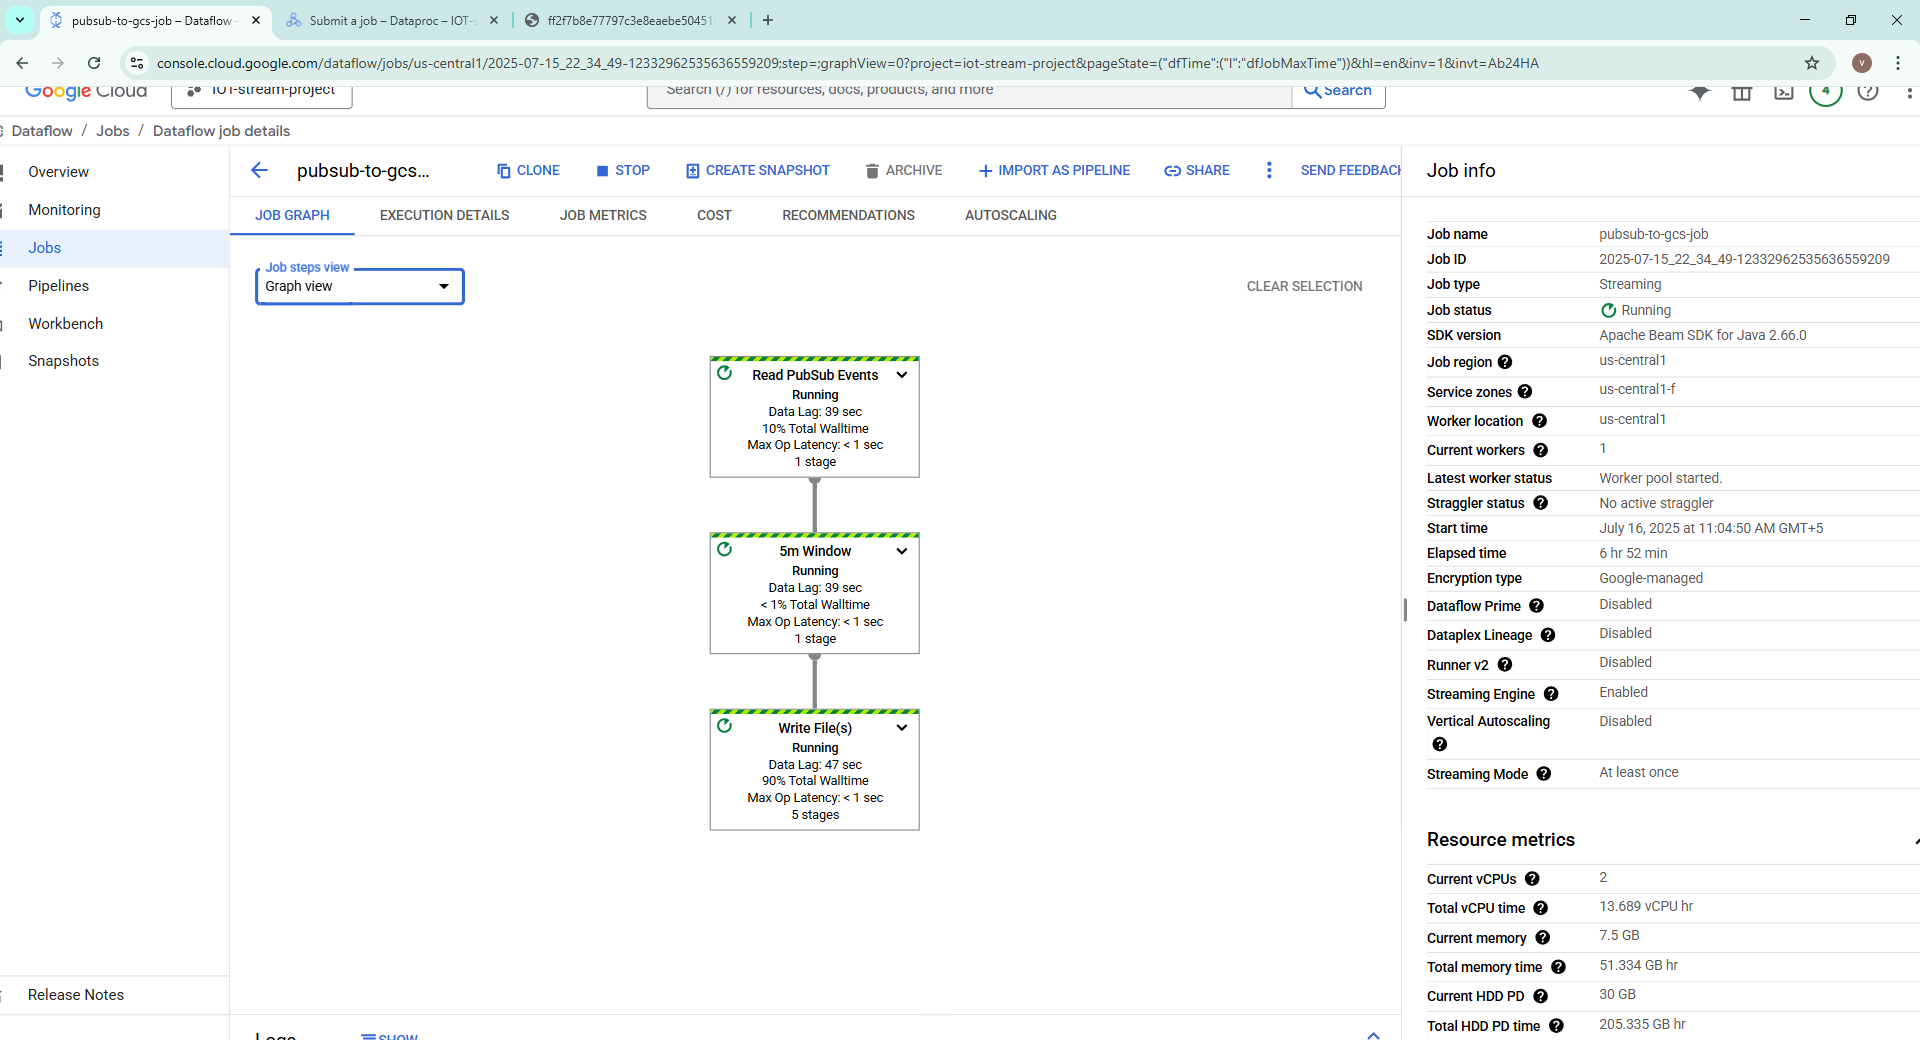 pubsub-to-gcs-job – Dataflow –
Submit a job – Dataproc – IOT-s
ff2f7b8e77797c3e8eaebe50451
console.cloud.google.com/dataflow/jobs/us-central1/2025-07-15_22_34_49-12332962535636559209;step=;graphView=0?project=iot-stream-project&pageState=("dfTime":("l":"dfJobMaxTime"))&hl=en&inv=1&invt=Ab24HA
V
Google Cloud
IOT-stream-project
Search (/) for resources, docs, products, and more
Search
4
Dataflow / Jobs / Dataflow job details
Overview
Monitoring
Jobs
Pipelines
Workbench
Snapshots
Release Notes
pubsub-to-gcs...
CLONE
STOP
CREATE SNAPSHOT
ARCHIVE
IMPORT AS PIPELINE
SHARE
SEND FEEDBACK
JOB GRAPH
EXECUTION DETAILS
JOB METRICS
COST
RECOMMENDATIONS
AUTOSCALING
Job steps view
Graph view
CLEAR SELECTION
Read PubSub Events
Running
Data Lag: 39 sec
10% Total Walltime
Max Op Latency: < 1 sec
1 stage
5m Window
Running
Data Lag: 39 sec
< 1% Total Walltime
Max Op Latency: < 1 sec
1 stage
Write File(s)
Running
Data Lag: 47 sec
90% Total Walltime
Max Op Latency: < 1 sec
5 stages
Logs
SHOW
Job info
Job name pubsub-to-gcs-job
Job ID 2025-07-15_22_34_49-12332962535636559209
Job type Streaming
Job status Running
SDK version Apache Beam SDK for Java 2.66.0
Job region us-central1
Service zones us-central1-f
Worker location us-central1
Current workers 1
Latest worker status Worker pool started.
Straggler status No active straggler
Start time July 16, 2025 at 11:04:50 AM GMT+5
Elapsed time 6 hr 52 min
Encryption type Google-managed
Dataflow Prime Disabled
Dataplex Lineage Disabled
Runner v2 Disabled
Streaming Engine Enabled
Vertical Autoscaling Disabled
Streaming Mode At least once
Resource metrics
Current vCPUs 2
Total vCPU time 13.689 vCPU hr
Current memory 7.5 GB
Total memory time 51.334 GB hr
Current HDD PD 30 GB
Total HDD PD time 205.335 GB hr